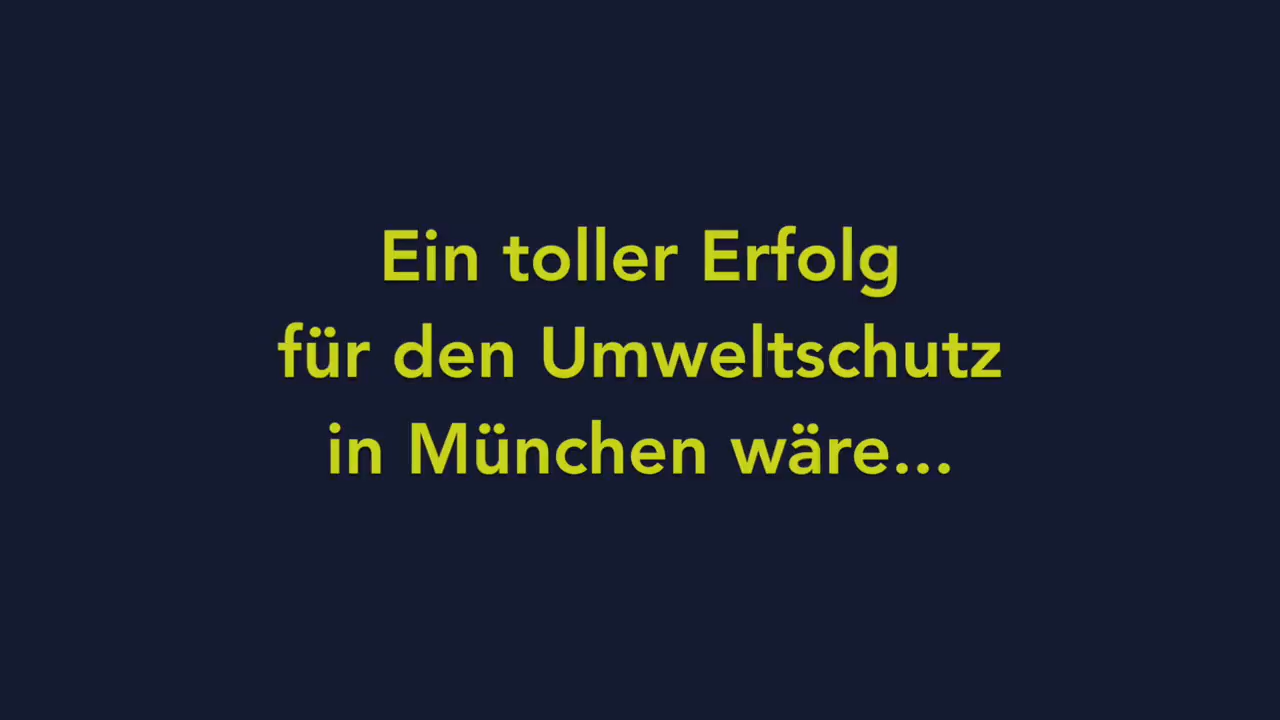 Ein toller Erfolg
für den Umweltschutz
in München wäre...